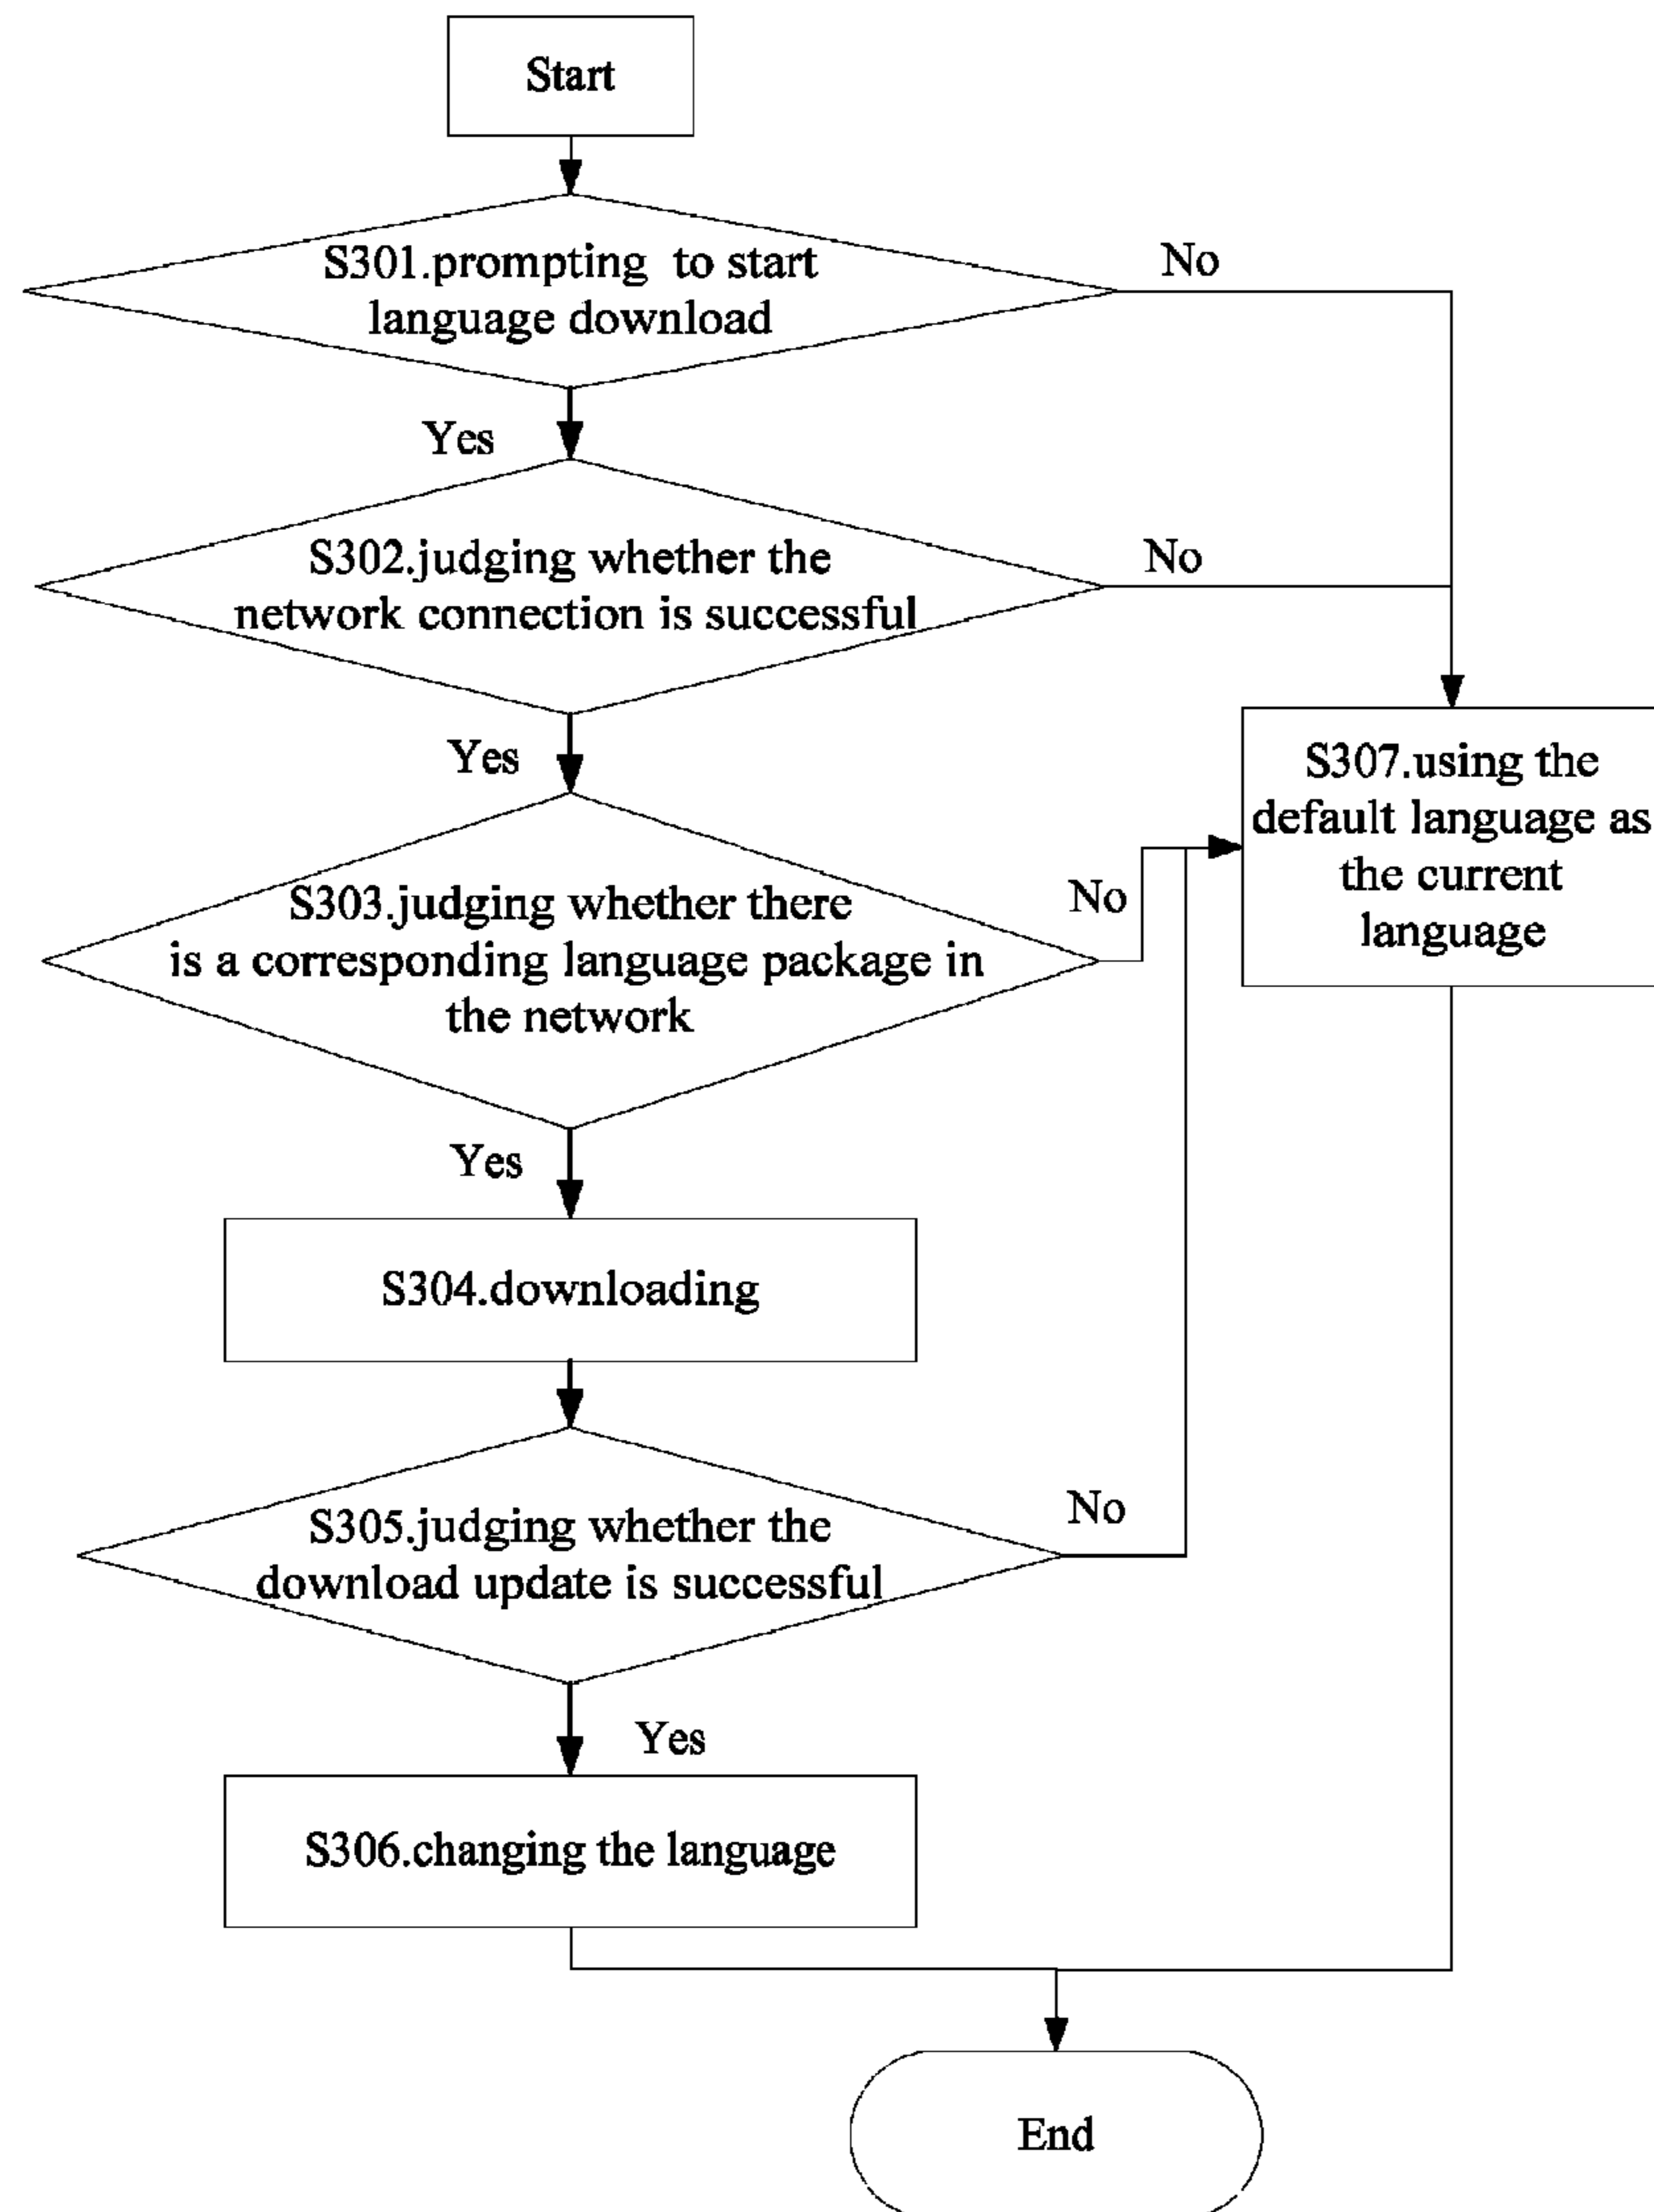 Start
S301.prompting to start
language download
No
Yes
S302.judging whether the
network connection is successful
No
Yes
S307.using the
default language as
the current
language
S303.judging whether there
is a corresponding language package in
the network
No
Yes
S304.downloading
S305.judging whether the
download update is successful
No
Yes
S306.changing the language
End